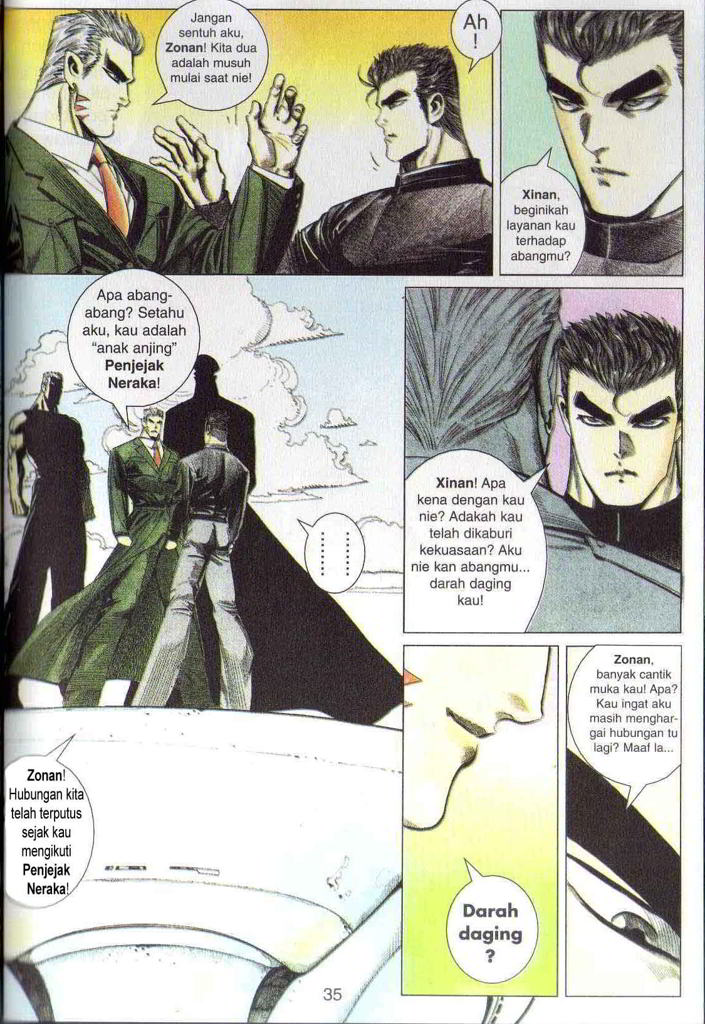 Jangan
sentuh aku,
Zonan! Kita dua
adalah musuh
mulai saat nie!
Ah
!
Xinan,
beginikah
layanan kau
terhadap
abangmu?
Apa abang-
abang? Setahu
aku, kau adalah
“anak anjing”
Penjejak
Neraka!
Xinan! Apa
kena dengan kau
nie? Adakah kau
telah dikaburi
kekuasaan? Aku
nie kan abangmu...
darah daging
kau!
Zonan!
Hubungan kita
telah terputus
sejak kau
mengikuti
Penjejak
Neraka!
Darah
daging
?
Zonan,
banyak cantik
muka kau! Apa?
Kau ingat aku
masih menghar-
gai hubungan tu
lagi? Maaf la...
35